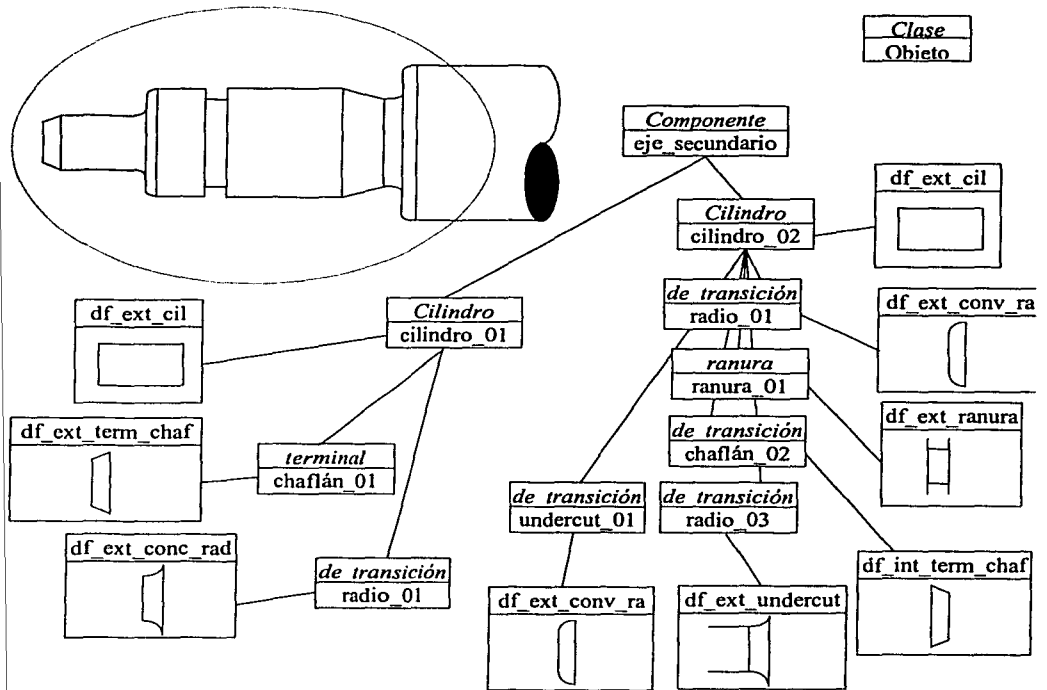 Clase
Objeto
Componente
eje_secundario
df_ext_cil
Cilindro
cilindro_02
df_ext_cil
Cilindro
cilindro_01
de transición
radio_01
df_ext_conv_ra
ranura
ranura_01
df_ext_term_chaf
terminal
chaflán_01
de transición
chaflán_02
df_ext_ranura
de transición
undercut_01
de transición
radio_03
df_ext_conc_rad
de transición
radio_01
df_int_term_chaf
df_ext_conv_ra
df_ext_undercut